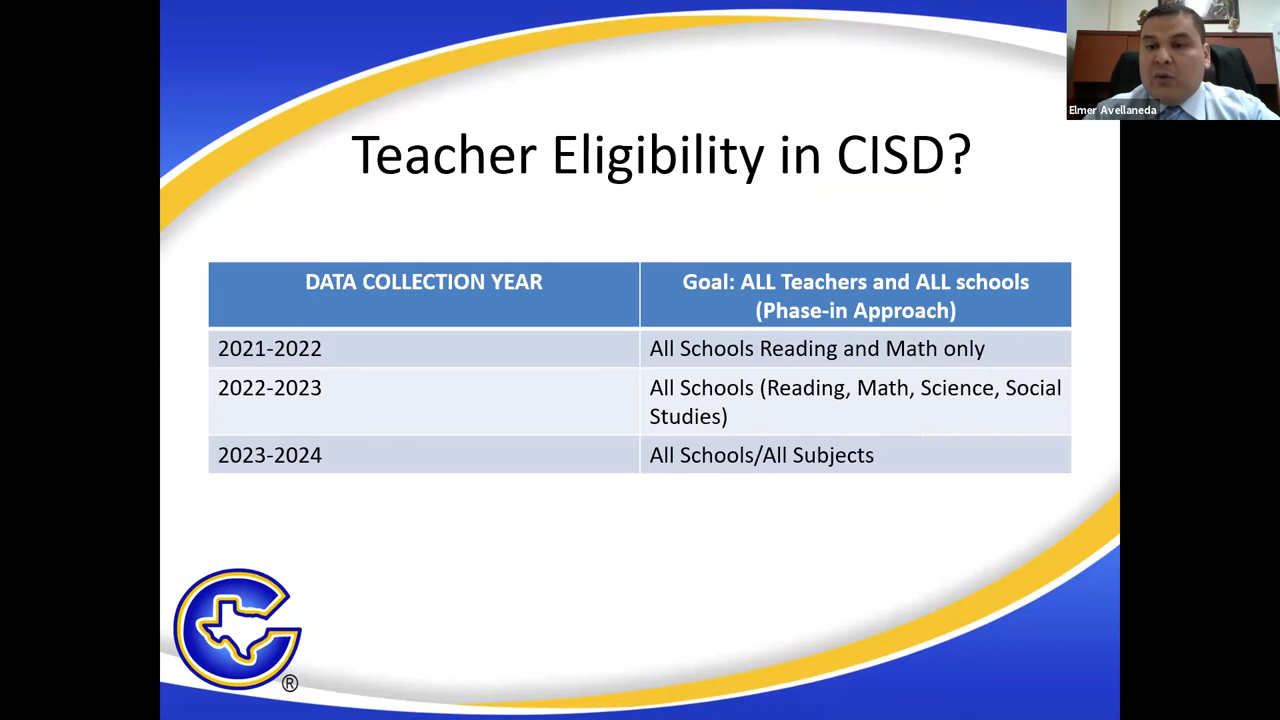 Elmer Avellaneda
Teacher Eligibility in CISD?
DATA COLLECTION YEAR
Goal: ALL Teachers and ALL schools
(Phase-in Approach)
2021-2022
All Schools Reading and Math only
2022-2023
All Schools (Reading, Math, Science, Social
Studies)
2023-2024
All Schools/All Subjects
®